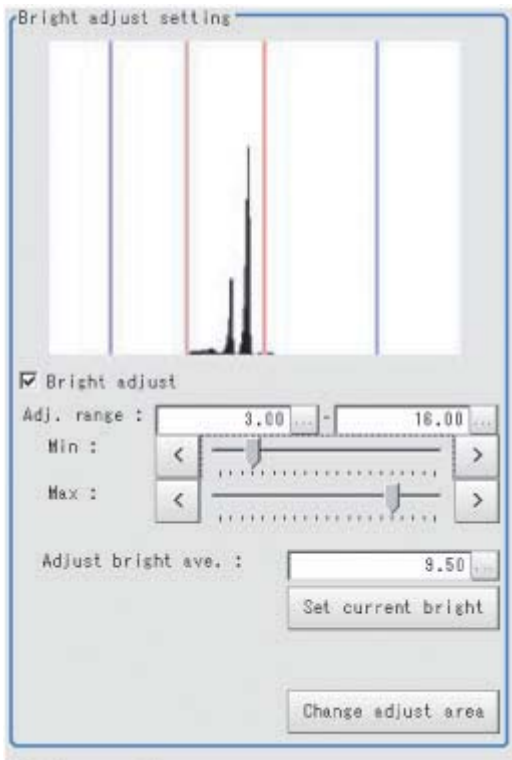 Bright adjust setting
Bright adjust
Adj. range : 3.00 ... - 16.00 ...
Min : < >
Max : < >
Adjust bright ave. : 9.50 ...
Set current bright
Change adjust area